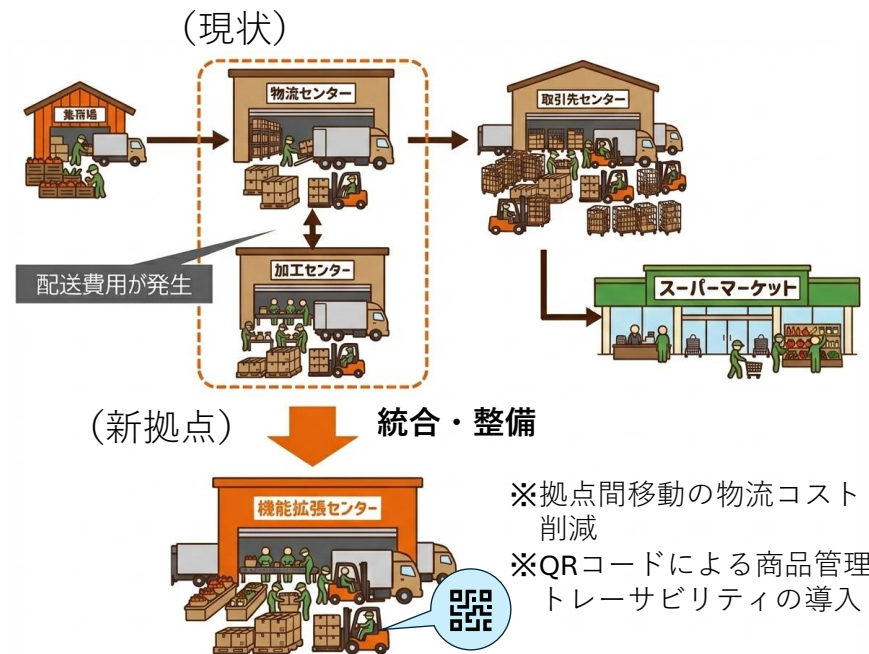 （現状）
物流センター
取引先センター
配送費用が発生
加工センター
スーパーマーケット
（新拠点）
統合・整備
機能拡張センター
※拠点間移動の物流コスト
削減
※QRコードによる商品管理
トレーサビリティの導入